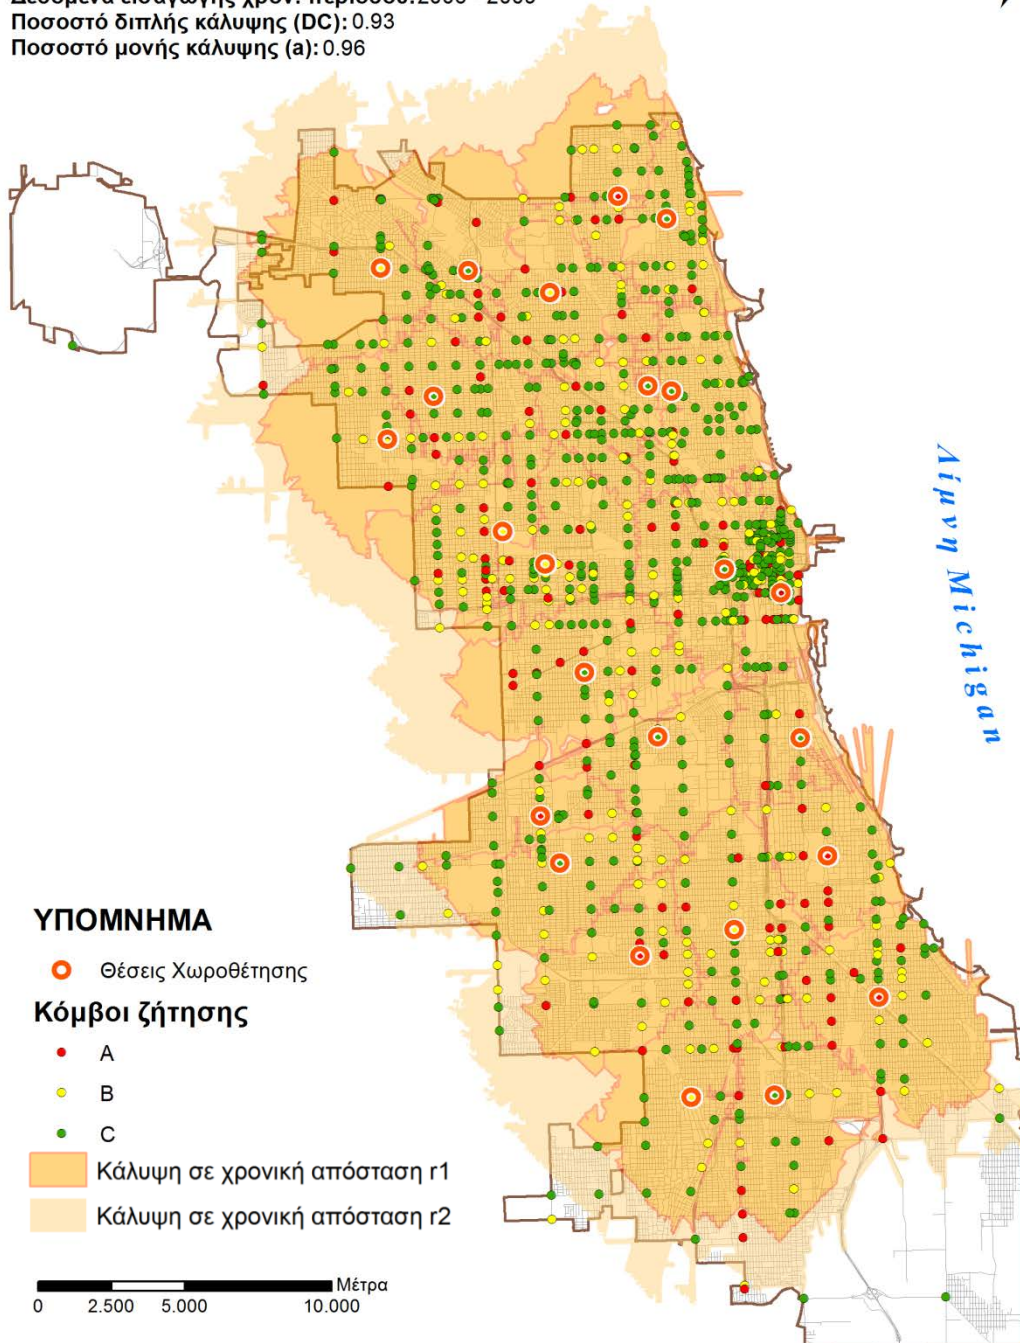 Ποσοστό διπλής κάλυψης (DC): 0.93
Ποσοστό μονής κάλυψης (a): 0.96
Λίμνη Michigan
ΥΠΟΜΝΗΜΑ
Θέσεις Χωροθέτησης
Κόμβοι ζήτησης
A
B
C
Κάλυψη σε χρονική απόσταση r1
Κάλυψη σε χρονική απόσταση r2
Μέτρα
0 2.500 5.000 10.000